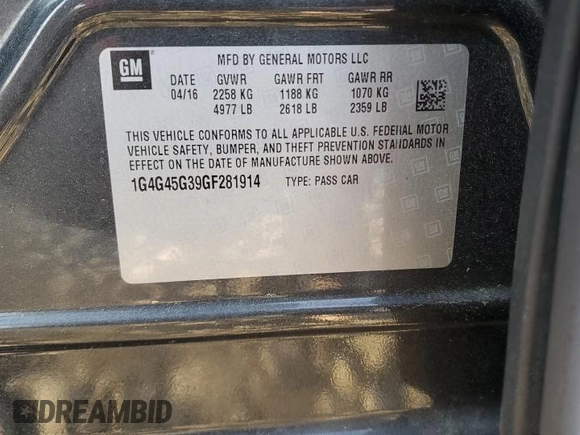 GM
MFD BY GENERAL MOTORS LLC
DATE GVWR GAWR FRT GAWR RR
04/16 2258 KG 1188 KG 1070 KG
4977 LB 2618 LB 2359 LB
THIS VEHICLE CONFORMS TO ALL APPLICABLE U.S. FEDERAL MOTOR
VEHICLE SAFETY, BUMPER, AND THEFT PREVENTION STANDARDS IN
EFFECT ON THE DATE OF MANUFACTURE SHOWN ABOVE.
1G4G45G39GF281914 TYPE: PASS CAR
DREAMBID